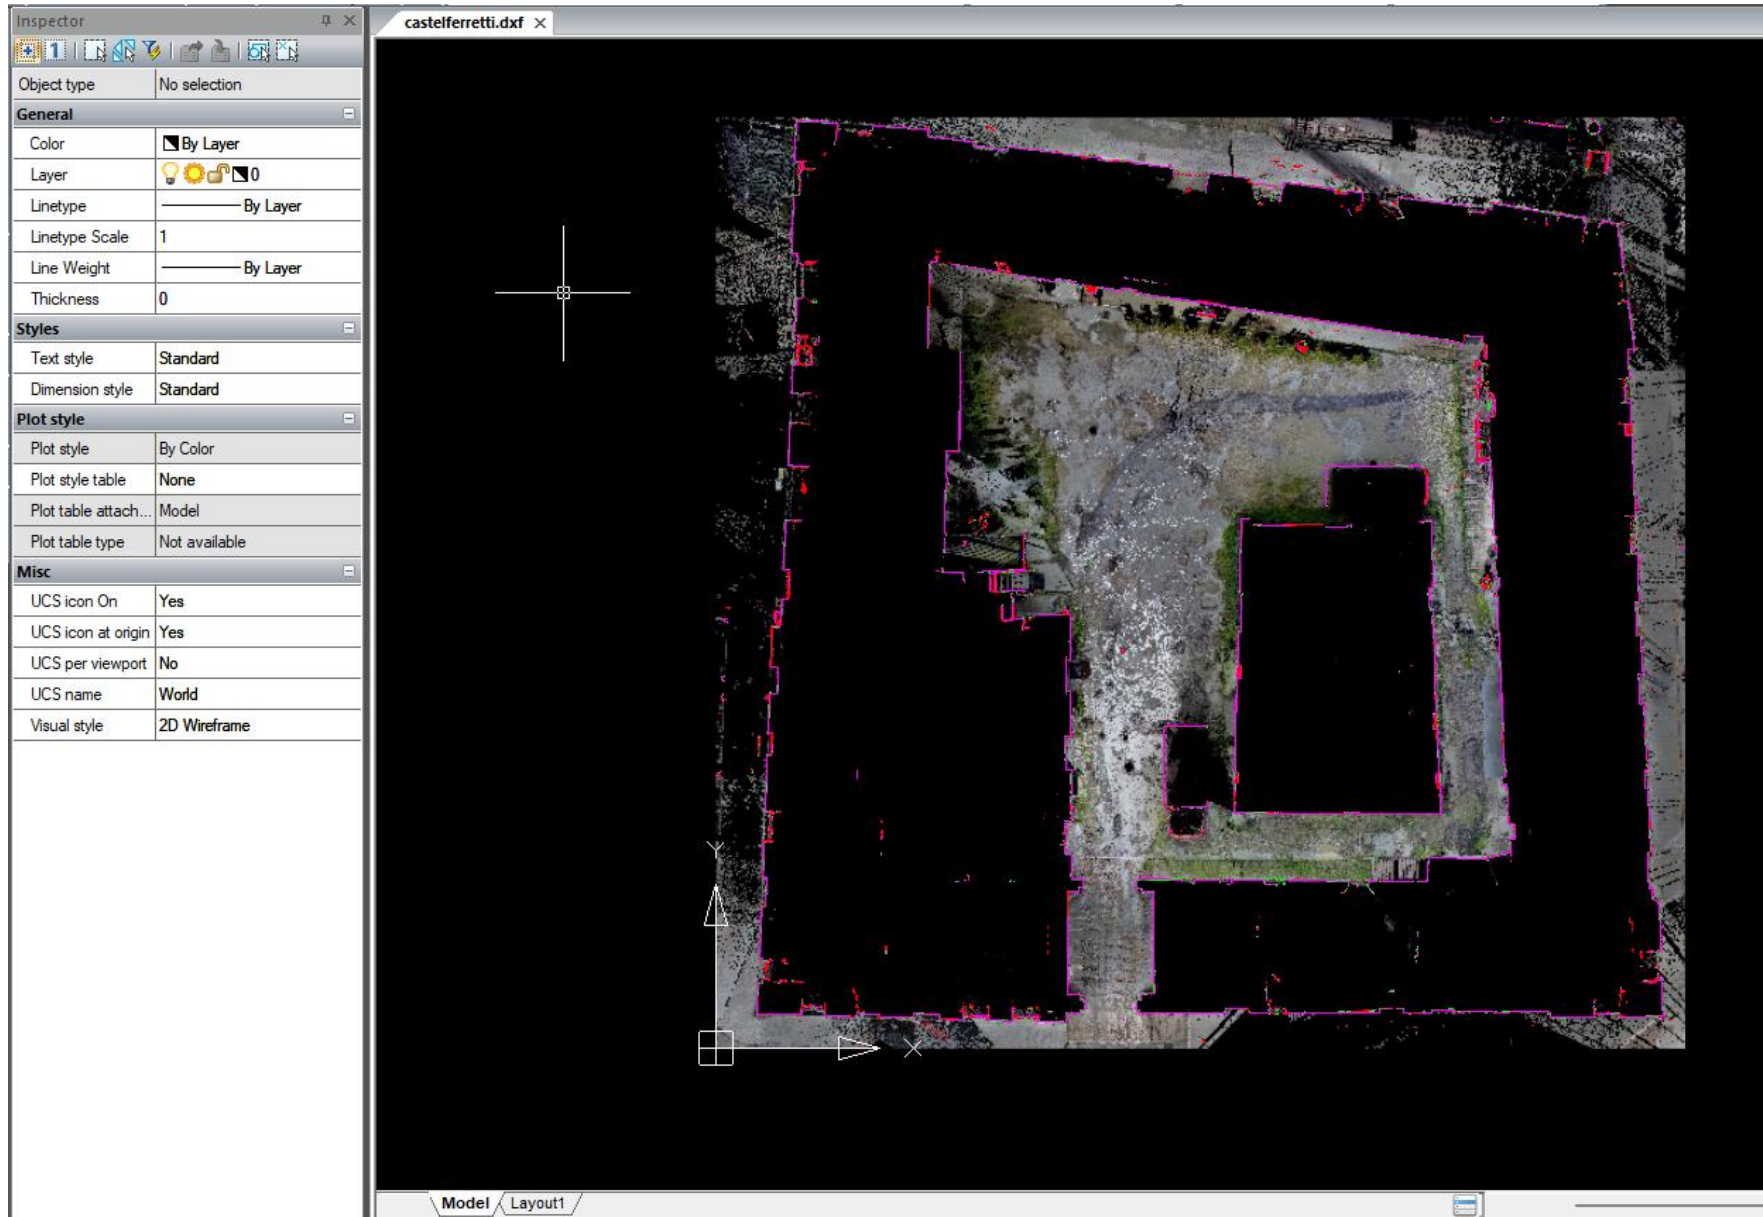 Inspector
castelferretti.dxf
1
Object type No selection
General
Color By Layer
Layer 0
Linetype By Layer
Linetype Scale 1
Line Weight By Layer
Thickness 0
Styles
Text style Standard
Dimension style Standard
Plot style
Plot style By Color
Plot style table None
Plot table attach... Model
Plot table type Not available
Misc
UCS icon On Yes
UCS icon at origin Yes
UCS per viewport No
UCS name World
Visual style 2D Wireframe
Y
X
Model Layout1